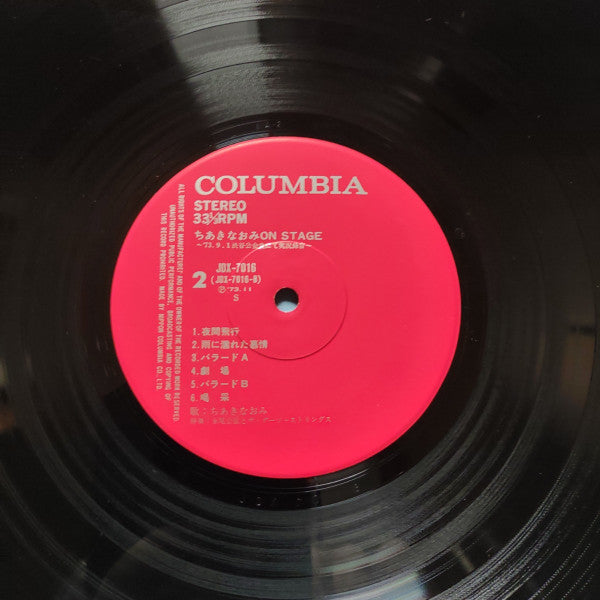 COLUMBIA
STEREO
33⅓RPM
ちあきなおみON STAGE
〜'73.9.1渋谷公会堂にて実況録音〜
2
JDX-7016
(JDX-7016-B)
Ⓟ'73.11
S
1.夜間飛行
2.雨に濡れた慕情
3.バラードA
4.劇場
5.バラードB
6.喝采
歌:ちあきなおみ
ALL RIGHTS OF THE MANUFACTURER AND OF THE OWNER OF THE RECORDED WORK RESERVED.
UNAUTHORIZED PUBLIC PERFORMANCE, BROADCASTING AND COPYING OF
THIS RECORD PROHIBITED. MADE BY NIPPON COLUMBIA CO. LTD.